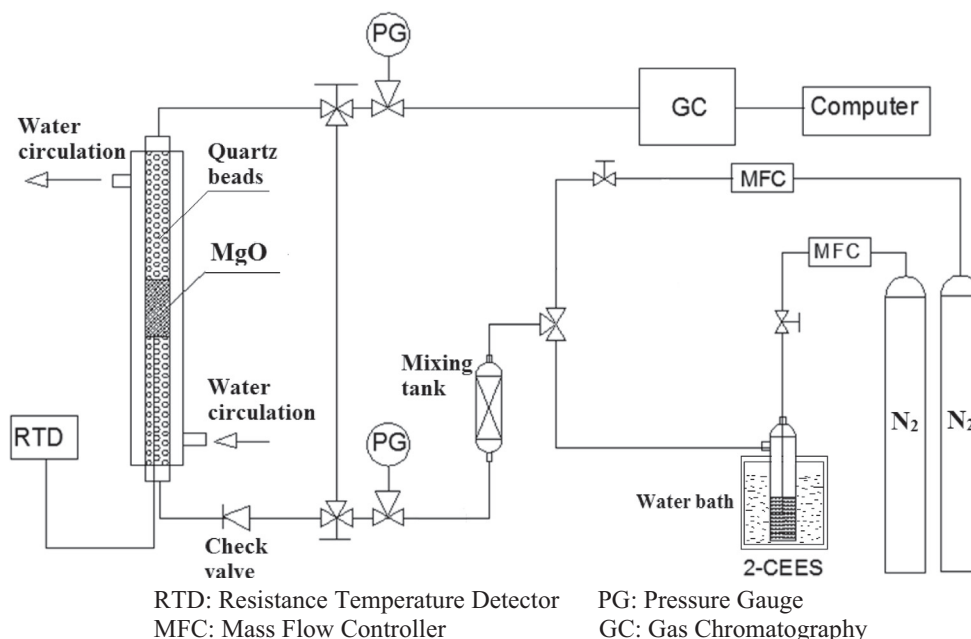 PG
GC
Computer
Water
circulation
Quartz
beads
MFC
MgO
MFC
Mixing
tank
Water
circulation
RTD
PG
N2
N2
Water bath
Check
valve
2-CEES
RTD: Resistance Temperature Detector PG: Pressure Gauge
MFC: Mass Flow Controller GC: Gas Chromatography